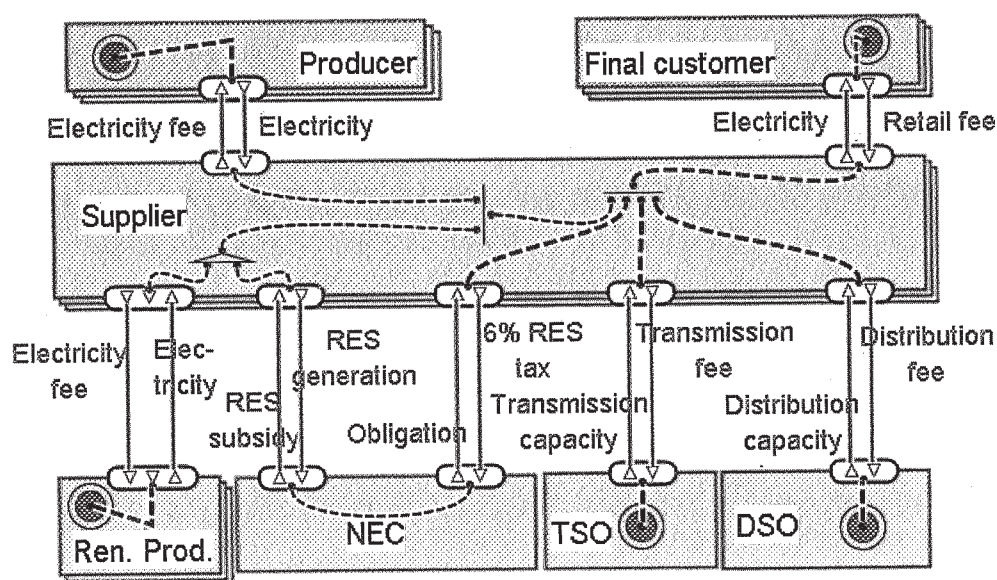 Producer
Final customer
Electricity fee
Electricity
Electricity
Retail fee
Supplier
Electricity
fee
Elec-
tricity
RES
generation
RES
subsidy
Obligation
6% RES
tax
Transmission
fee
Transmission
capacity
Distribution
fee
Distribution
capacity
Ren. Prod.
NEC
TSO
DSO